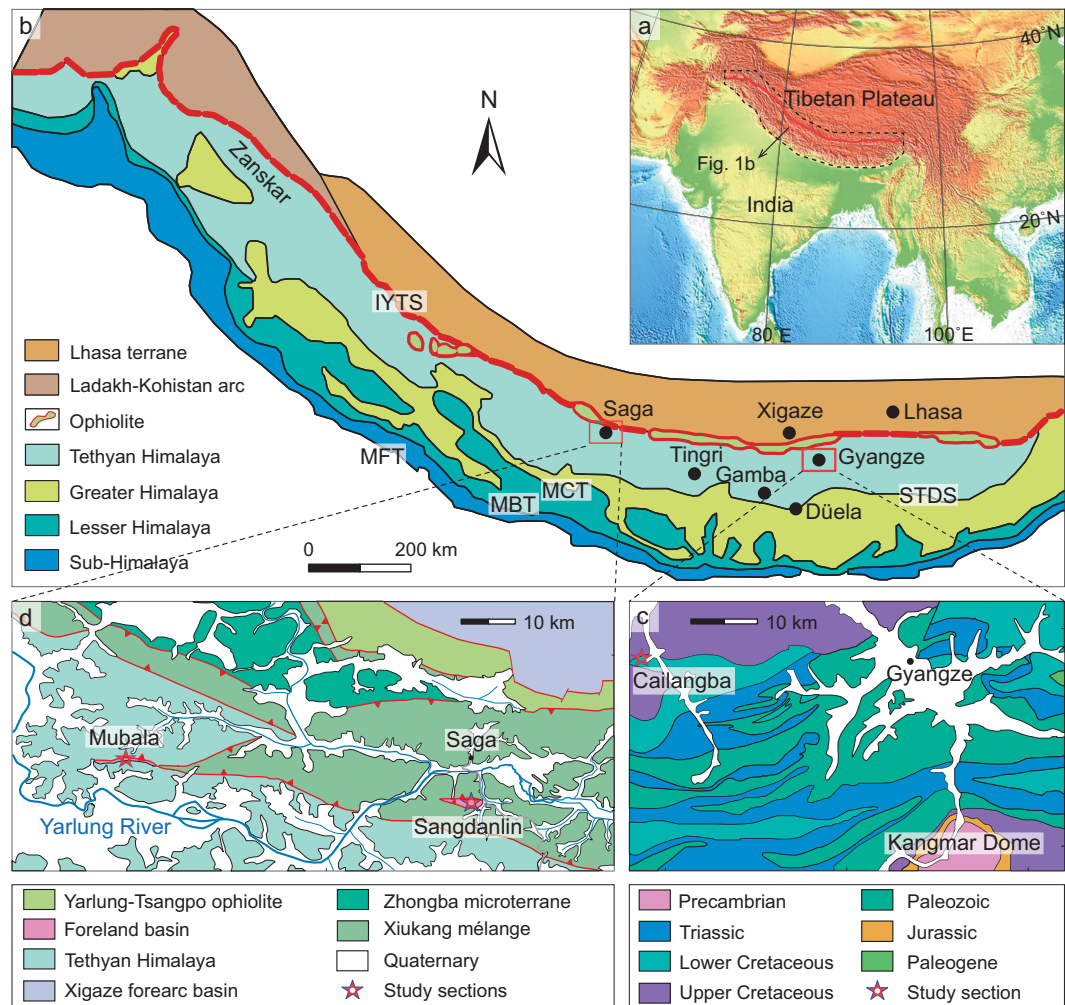 b
N
Zanskar
IYTS
Lhasa terrane
Ladakh-Kohistan arc
Ophiolite
Tethyan Himalaya
Greater Himalaya
Lesser Himalaya
Sub-Himalaya
MFT
MBT
MCT
0 200 km
Saga
Xigaze
Lhasa
Tingri
Gamba
Gyangze
STDS
Düela
a
40°N
Tibetan Plateau
Fig. 1b
India
20°N
80°E
100°E
d
10 km
Mubala
Saga
Yarlung River
Sangdanlin
Yarlung-Tsangpo ophiolite
Foreland basin
Tethyan Himalaya
Xigaze forearc basin
Zhongba microterrane
Xiukang mélange
Quaternary
Study sections
c
10 km
Cailangba
Gyangze
Kangmar Dome
Precambrian
Triassic
Lower Cretaceous
Upper Cretaceous
Paleozoic
Jurassic
Paleogene
Study section